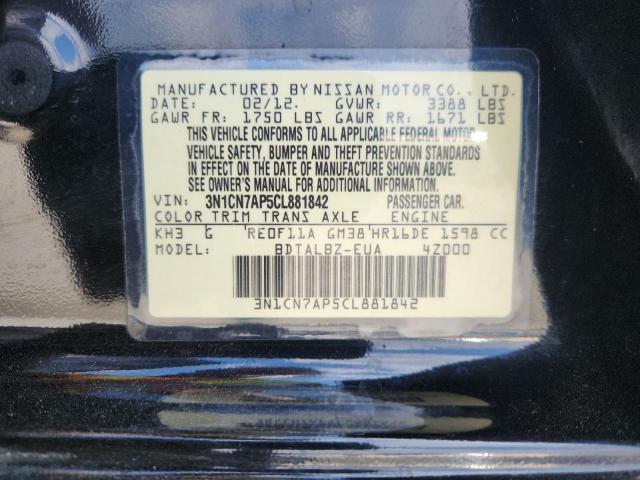 MANUFACTURED BY NISSAN MOTOR CO., LTD.
DATE: 02/12. GVWR: 3388 LBS
GAWR FR: 1750 LBS GAWR RR: 1671 LBS
THIS VEHICLE CONFORMS TO ALL APPLICABLE FEDERAL MOTOR
VEHICLE SAFETY, BUMPER AND THEFT PREVENTION STANDARDS
IN EFFECT ON THE DATE OF MANUFACTURE SHOWN ABOVE.
SEE OWNER'S MANUAL FOR ADDITIONAL INFORMATION.
VIN: 3N1CN7AP5CL881842 PASSENGER CAR.
COLOR TRIM TRANS AXLE ENGINE
KH3 G RE0F11A GM38 HR16DE 1598 CC
MODEL: BDTALBZ-EUA 4Z000
3N1CN7AP5CL881842